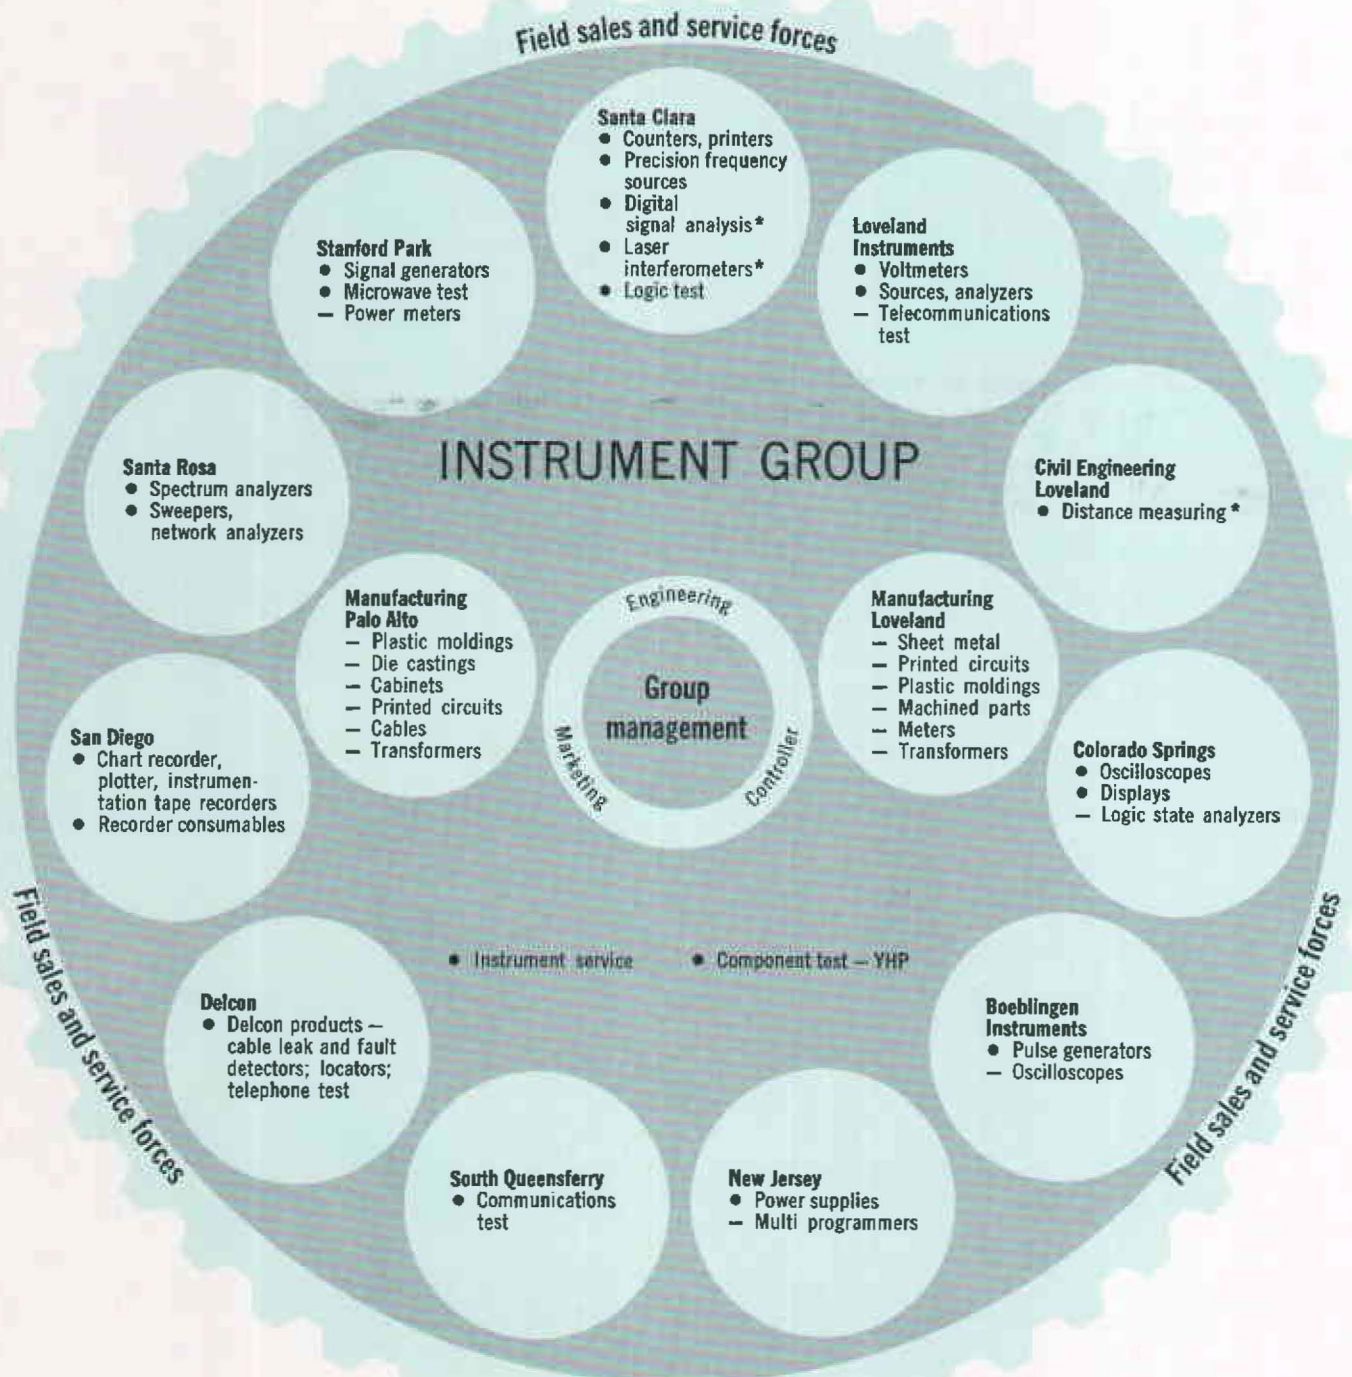 Field sales and service forces
Santa Clara
● Counters, printers
● Precision frequency
sources
● Digital
signal analysis*
● Laser
interferometers*
● Logic test
Stanford Park
● Signal generators
● Microwave test
— Power meters
Loveland
Instruments
● Voltmeters
● Sources, analyzers
— Telecommunications
test
INSTRUMENT GROUP
Santa Rosa
● Spectrum analyzers
● Sweepers,
network analyzers
Civil Engineering
Loveland
● Distance measuring*
Manufacturing
Palo Alto
— Plastic moldings
— Die castings
— Cabinets
— Printed circuits
— Cables
— Transformers
Engineering
Group
management
Marketing
Controller
Manufacturing
Loveland
— Sheet metal
— Printed circuits
— Plastic moldings
— Machined parts
— Meters
— Transformers
San Diego
● Chart recorder,
plotter, instrumen-
tation tape recorders
● Recorder consumables
Colorado Springs
● Oscilloscopes
● Displays
— Logic state analyzers
Field sales and service forces
Field sales and service forces
● Instrument service
● Component test — YHP
Delcon
● Delcon products —
cable leak and fault
detectors; locators;
telephone test
Boeblingen
Instruments
● Pulse generators
— Oscilloscopes
South Queensferry
● Communications
test
New Jersey
● Power supplies
— Multi programmers